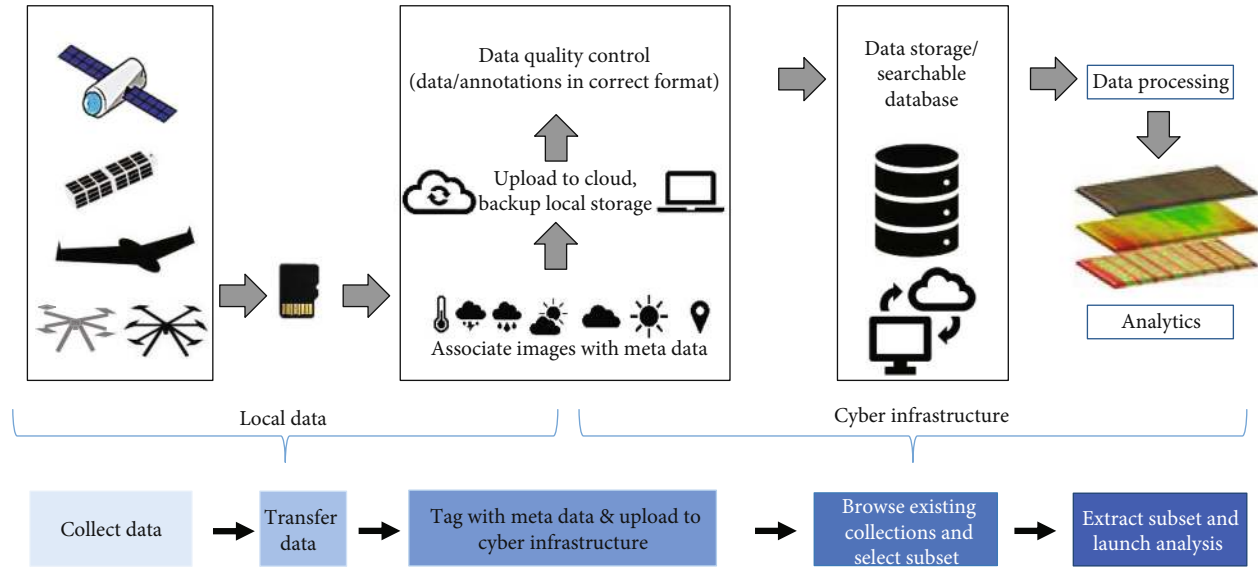 Data quality control
(data/annotations in correct format)
Upload to cloud,
backup local storage
Associate images with meta data
Data storage/
searchable
database
Data processing
Analytics
Local data
Cyber infrastructure
Collect data
Transfer
data
Tag with meta data & upload to
cyber infrastructure
Browse existing
collections and
select subset
Extract subset and
launch analysis